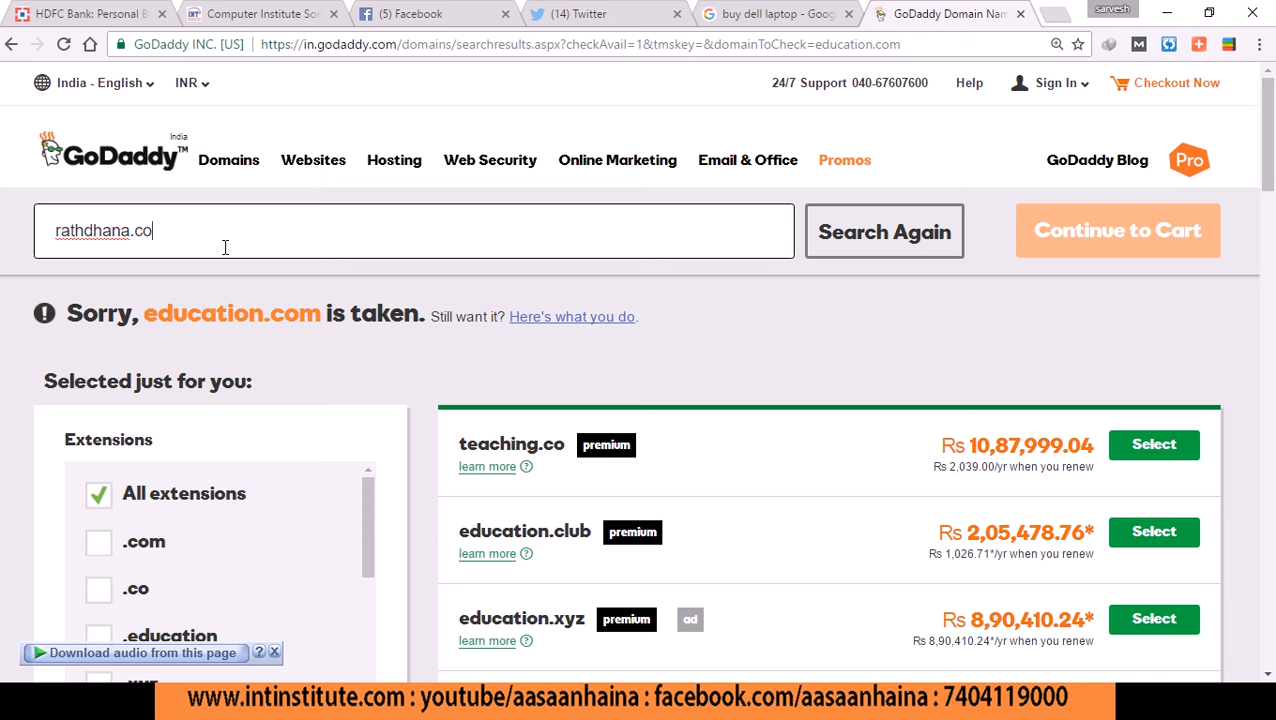 HDFC Bank: Personal B
Computer Institute Son
(5) Facebook
(14) Twitter
buy dell laptop - Goog
GoDaddy Domain Nam
sarvesh
GoDaddy INC. [US]
https://in.godaddy.com/domains/searchresults.aspx?checkAvail=1&tmskey=&domainToCheck=education.com
India - English
INR
24/7 Support 040-67607600
Help
Sign In
Checkout Now
GoDaddy™ India
Domains
Websites
Hosting
Web Security
Online Marketing
Email & Office
Promos
GoDaddy Blog
Pro
rathdhana.co
Search Again
Continue to Cart
Sorry, education.com is taken. Still want it? Here's what you do.
Selected just for you:
Extensions
All extensions
.com
.co
.education
teaching.co premium
learn more ?
Rs 10,87,999.04
Rs 2,039.00/yr when you renew
Select
education.club premium
learn more ?
Rs 2,05,478.76*
Rs 1,026.71*/yr when you renew
Select
education.xyz premium ad
learn more ?
Rs 8,90,410.24*
Rs 8,90,410.24*/yr when you renew
Select
Download audio from this page ? X
www.intinstitute.com : youtube/aasaanhaina : facebook.com/aasaanhaina : 7404119000